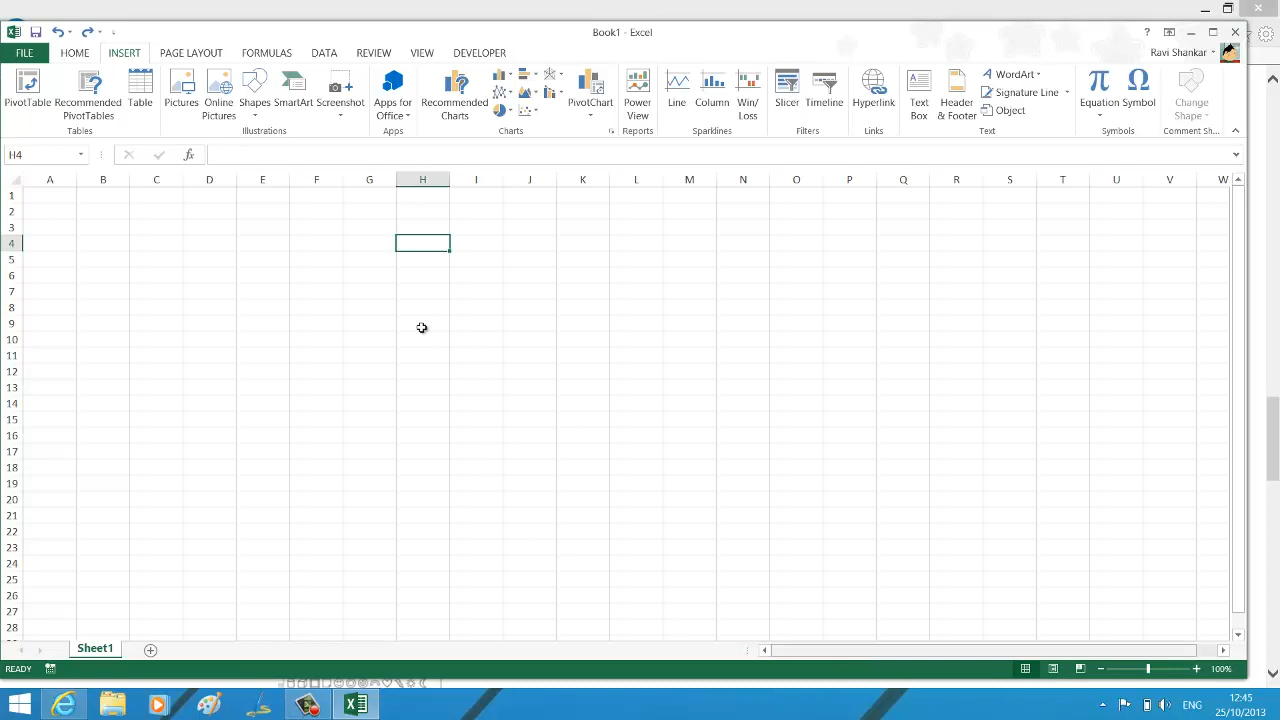 Book1 - Excel
?
FILE HOME INSERT PAGE LAYOUT FORMULAS DATA REVIEW VIEW DEVELOPER
Ravi Shankar
PivotTable Recommended PivotTables Table
Pictures Online Pictures Shapes SmartArt Screenshot
Apps for Office
Recommended Charts PivotChart
Power View
Line Column Win/Loss
Slicer Timeline
Hyperlink
Text Box Header & Footer WordArt
Signature Line
Object
π Equation Ω Symbol
Change Shape
Tables Illustrations Apps Charts Reports Sparklines Filters Links Text Symbols Comment Sh...
H4
fx
A B C D E F G H I J K L M N O P Q R S T U V W
1
2
3
4
5
6
7
8
9
10
11
12
13
14
15
16
17
18
19
20
21
22
23
24
25
26
27
28
Sheet1
READY
100%
ENG
12:45
25/10/2013